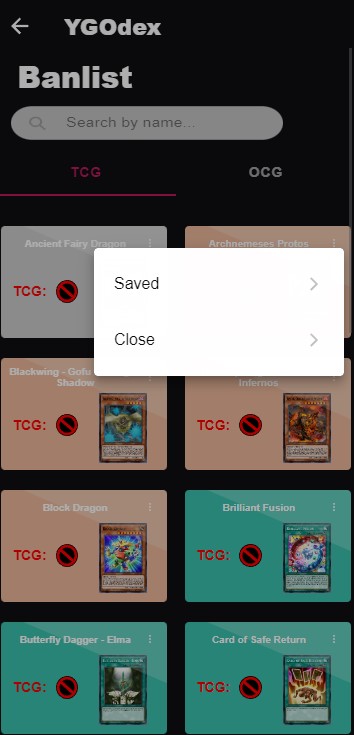 YGOdex
Banlist
Search by name...
TCG
OCG
Ancient Fairy Dragon
Archnemeses Protos
TCG:
Saved
Close
Blackwing - Gofu
Shadow
Infernos
TCG:
TCG:
Block Dragon
Brilliant Fusion
TCG:
TCG:
Butterfly Dagger - Elma
Card of Safe Return
TCG:
TCG: